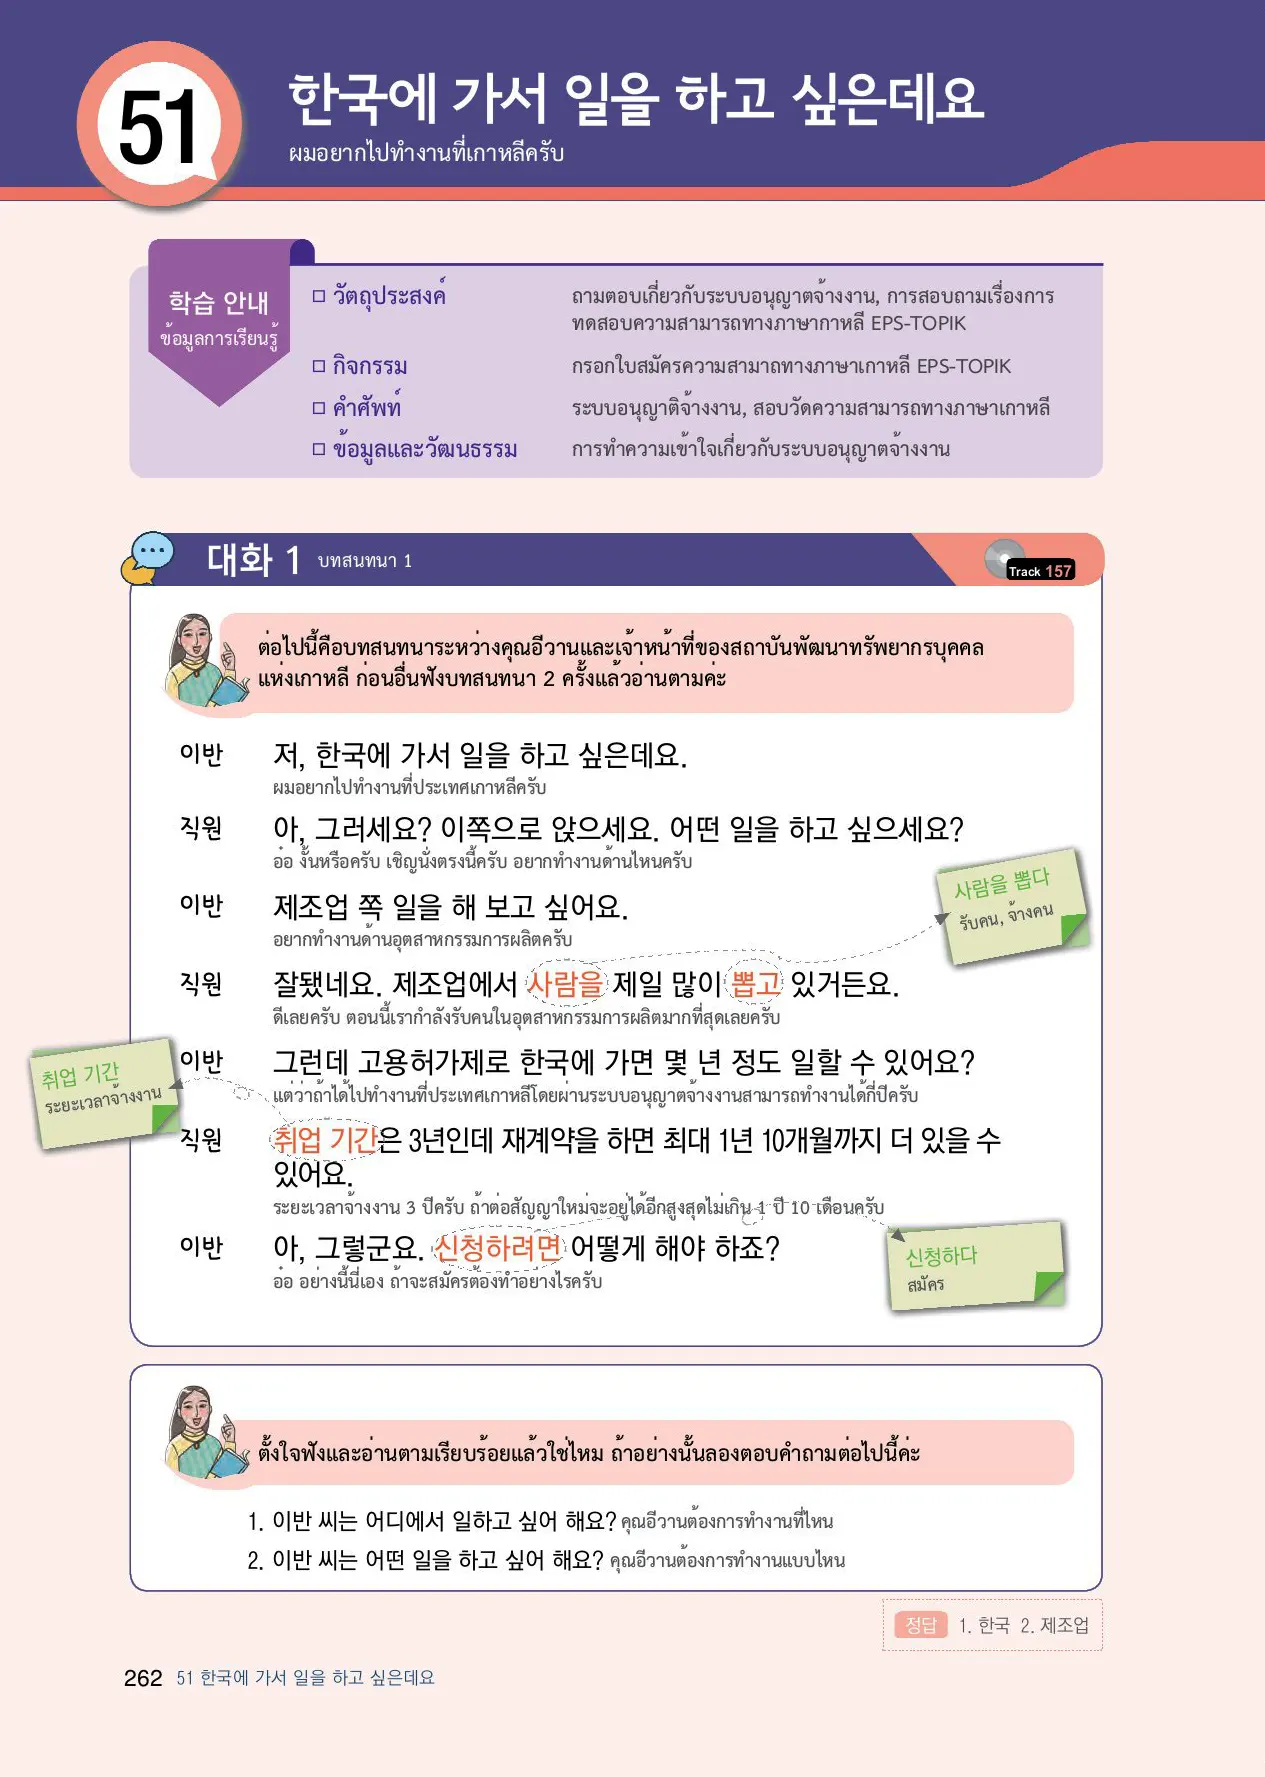 51
한국에 가서 일을 하고 싶은데요
ผมอยากไปทำงานที่เกาหลีครับ
학습 안내
ข้อมูลการเรียนรู้
□ วัตถุประสงค์ ถามตอบเกี่ยวกับระบบอนุญาตจ้างงาน, การสอบถามเรื่องการ
ทดสอบความสามารถทางภาษากาหลี EPS-TOPIK
□ กิจกรรม กรอกใบสมัครความสามาถทางภาษาเกาหลี EPS-TOPIK
□ คำศัพท์ ระบบอนุญาติจ้างงาน, สอบวัดความสามารถทางภาษาเกาหลี
□ ข้อมูลและวัฒนธรรม การทำความเข้าใจเกี่ยวกับระบบอนุญาตจ้างงาน
대화 1 บทสนทนา 1
Track 157
ต่อไปนี้คือบทสนทนาระหว่างคุณอีวานและเจ้าหน้าที่ของสถาบันพัฒนาทรัพยากรบุคคล
แห่งเกาหลี ก่อนอื่นฟังบทสนทนา 2 ครั้งแล้วอ่านตามค่ะ
이반 저, 한국에 가서 일을 하고 싶은데요.
ผมอยากไปทำงานที่ประเทศเกาหลีครับ
직원 아, 그러세요? 이쪽으로 앉으세요. 어떤 일을 하고 싶으세요?
อ๋อ งั้นหรือครับ เชิญนั่งตรงนี้ครับ อยากทำงานด้านไหนครับ
이반 제조업 쪽 일을 해 보고 싶어요.
อยากทำงานด้านอุตสาหกรรมการผลิตครับ
사람을 뽑다
รับคน, จ้างคน
직원 잘됐네요. 제조업에서 사람을 제일 많이 뽑고 있거든요.
ดีเลยครับ ตอนนี้เรากำลังรับคนในอุตสาหกรรมการผลิตมากที่สุดเลยครับ
이반 그런데 고용허가제로 한국에 가면 몇 년 정도 일할 수 있어요?
แต่ว่าถ้าได้ไปทำงานที่ประเทศเกาหลีโดยผ่านระบบอนุญาตจ้างงานสามารถทำงานได้กี่ปีครับ
취업 기간
ระยะเวลาจ้างงาน
직원 취업 기간은 3년인데 재계약을 하면 최대 1년 10개월까지 더 있을 수
있어요.
ระยะเวลาจ้างงาน 3 ปีครับ ถ้าต่อสัญญาใหม่จะอยู่ได้อีกสูงสุดไม่เกิน 1 ปี 10 เดือนครับ
이반 아, 그렇군요. 신청하려면 어떻게 해야 하죠?
อ๋อ อย่างนี้นี่เอง ถ้าจะสมัครต้องทำอย่างไรครับ
신청하다
สมัคร
ตั้งใจฟังและอ่านตามเรียบร้อยแล้วใช่ไหม ถ้าอย่างนั้นลองตอบคำถามต่อไปนี้ค่ะ
1. 이반 씨는 어디에서 일하고 싶어 해요? คุณอีวานต้องการทำงานที่ไหน
2. 이반 씨는 어떤 일을 하고 싶어 해요? คุณอีวานต้องการทำงานแบบไหน
정답 1. 한국 2. 제조업
262 51 한국에 가서 일을 하고 싶은데요